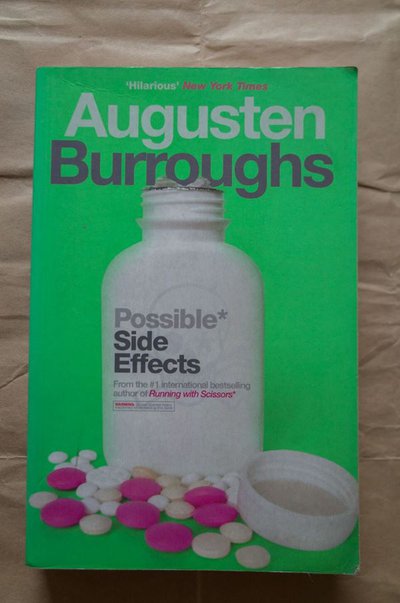 'Hilarious' New York Times
Augusten
Burroughs
Possible*
Side
Effects
From the #1 international bestselling
author of Running with Scissors*
WARNING: